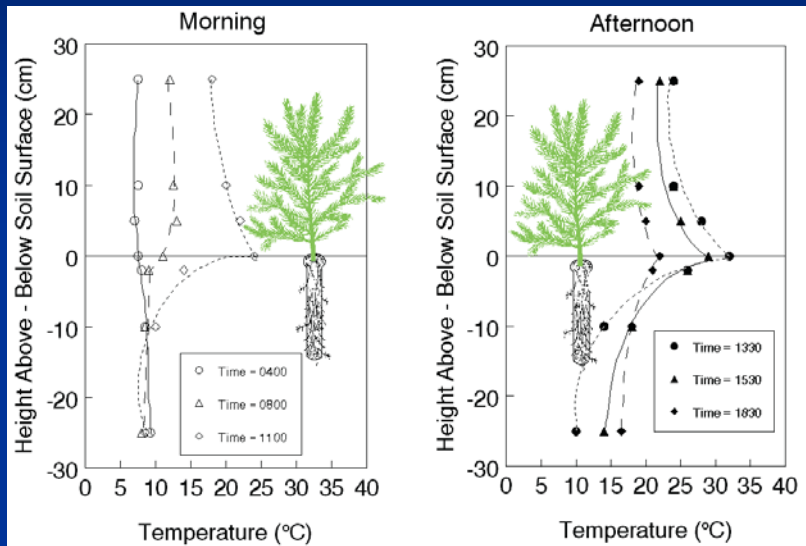 Morning
Height Above - Below Soil Surface (cm)
30
20
10
0
-10
-20
-30
0 5 10 15 20 25 30 35 40
Temperature (ºC)
Time = 0400
Time = 0800
Time = 1100
Afternoon
Height Above - Below Soil Surface (cm)
30
20
10
0
-10
-20
-30
0 5 10 15 20 25 30 35 40
Temperature (ºC)
Time = 1330
Time = 1530
Time = 1830